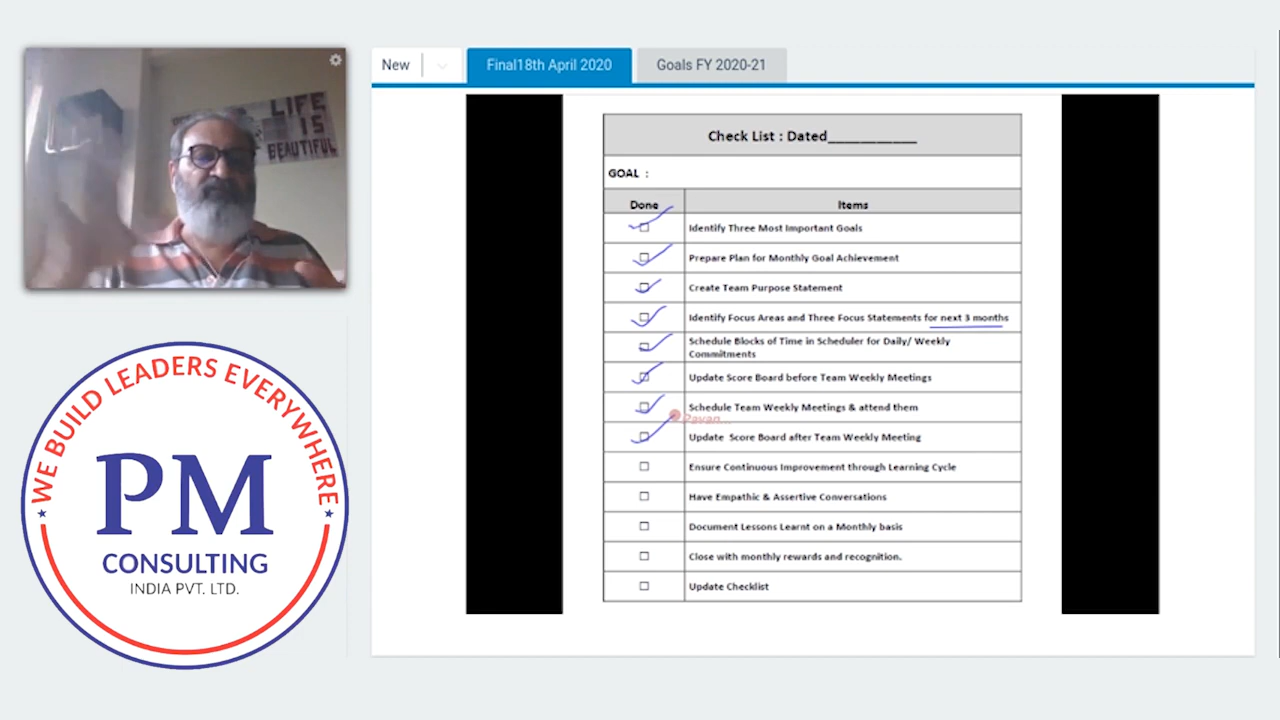 New
Final18th April 2020
Goals FY 2020-21
LIFE
IS
BEAUTIFUL
Check List : Dated____________
GOAL :
Done
Items
Identify Three Most Important Goals
Prepare Plan for Monthly Goal Achievement
Create Team Purpose Statement
Identify Focus Areas and Three Focus Statements for next 3 months
Schedule Blocks of Time in Scheduler for Daily/ Weekly
Commitments
Update Score Board before Team Weekly Meetings
Schedule Team Weekly Meetings & attend them
Pavan...
Update Score Board after Team Weekly Meeting
Ensure Continuous Improvement through Learning Cycle
Have Empathic & Assertive Conversations
Document Lessons Learnt on a Monthly basis
Close with monthly rewards and recognition.
Update Checklist
WE BUILD LEADERS EVERYWHERE
PM
CONSULTING
INDIA PVT. LTD.